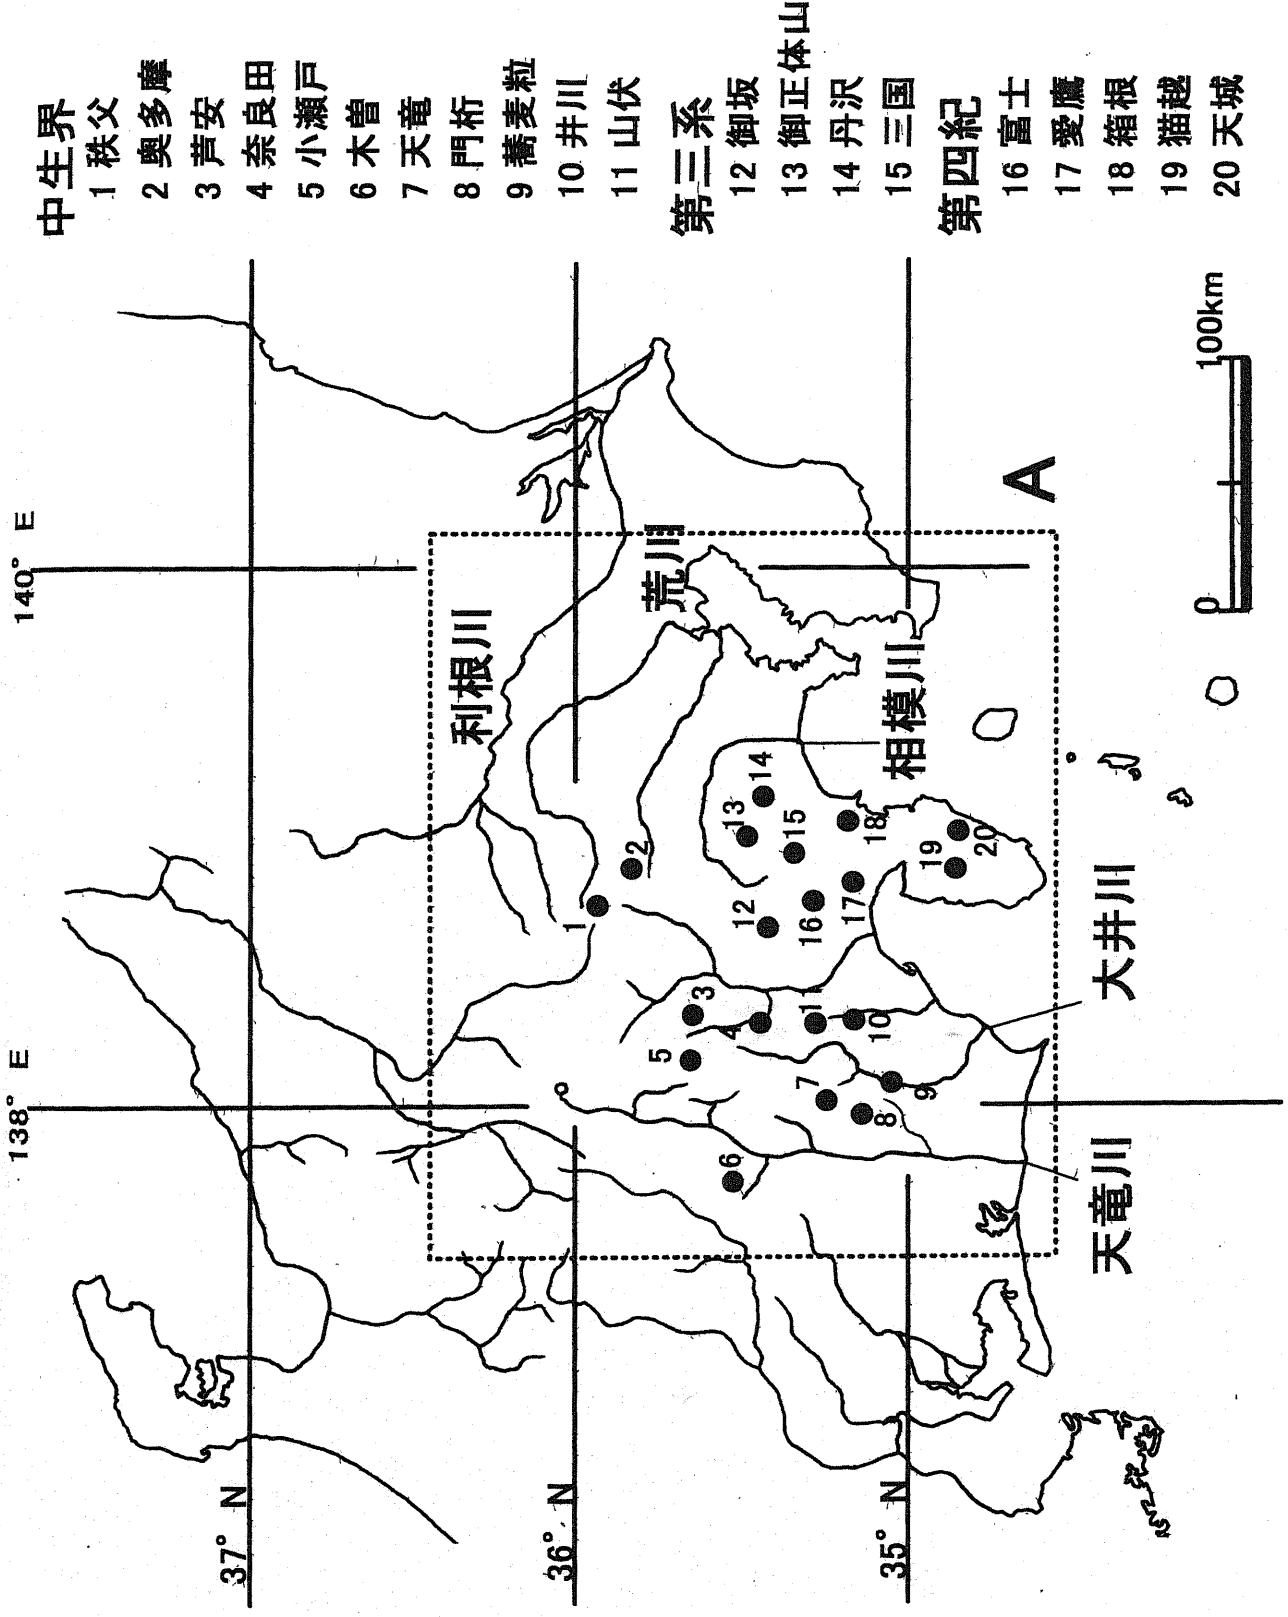 中生界
1 秩父
2 奥多摩
3 芦安
4 奈良田
5 小瀬戸
6 木曽
7 天竜
8 門桁
9 蕎麦粒
10 井川
11 山伏
第三系
12 御坂
13 御正体山
14 丹沢
15 三国
第四紀
16 富士
17 愛鷹
18 箱根
19 猫越
20 天城
138° E
140° E
37° N
36° N
35° N
利根川
荒川
相模川
大井川
天竜川
A
1
2
3
4
5
6
7
8
9
10
11
12
13
14
15
16
17
18
19
20
0
100km